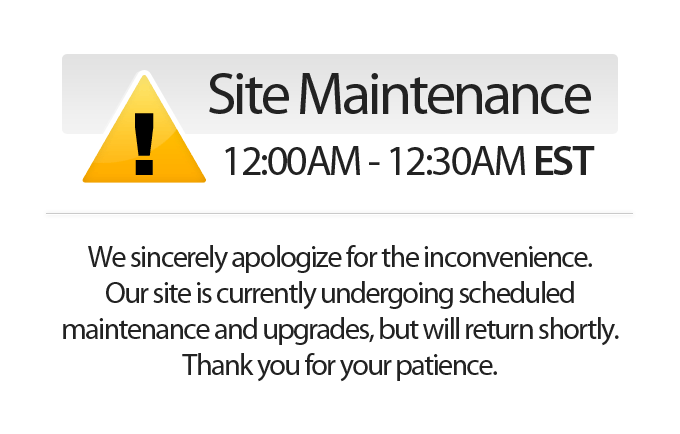 Site Maintenance
12:00AM - 12:30AM EST
We sincerely apologize for the inconvenience.
Our site is currently undergoing scheduled
maintenance and upgrades, but will return shortly.
Thank you for your patience.